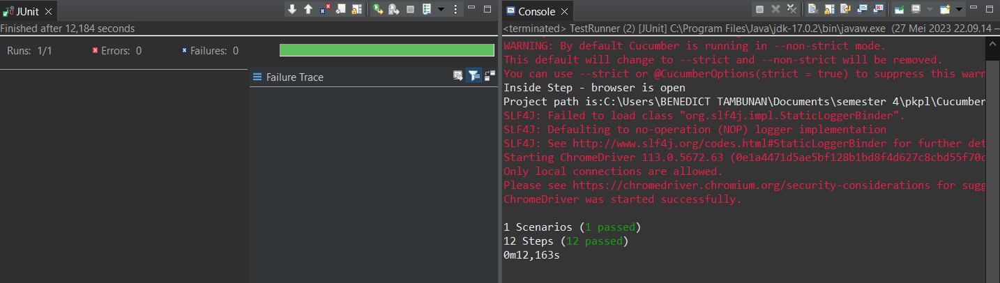 JUnit
Finished after 12,184 seconds
Runs: 1/1
Errors: 0
Failures: 0
Failure Trace
Console
<terminated> TestRunner (2) [JUnit] C:\Program Files\Java\jdk-17.0.2\bin\javaw.exe (27 Mei 2023 22.09.14 –
WARNING: By default Cucumber is running in --non-strict mode.
This default will change to --strict and --non-strict will be removed.
You can use --strict or @CucumberOptions(strict = true) to suppress this warn
Inside Step - browser is open
Project path is:C:\Users\BENEDICT TAMBUNAN\Documents\semester 4\pkpl\Cucumber
SLF4J: Failed to load class "org.slf4j.impl.StaticLoggerBinder".
SLF4J: Defaulting to no-operation (NOP) logger implementation
SLF4J: See http://www.slf4j.org/codes.html#StaticLoggerBinder for further det
Starting ChromeDriver 113.0.5672.63 (0e1a4471d5ae5bf128b1bd8f4d627c8cbd55f70c
Only local connections are allowed.
Please see https://chromedriver.chromium.org/security-considerations for sugg
ChromeDriver was started successfully.
1 Scenarios (1 passed)
12 Steps (12 passed)
0m12,163s